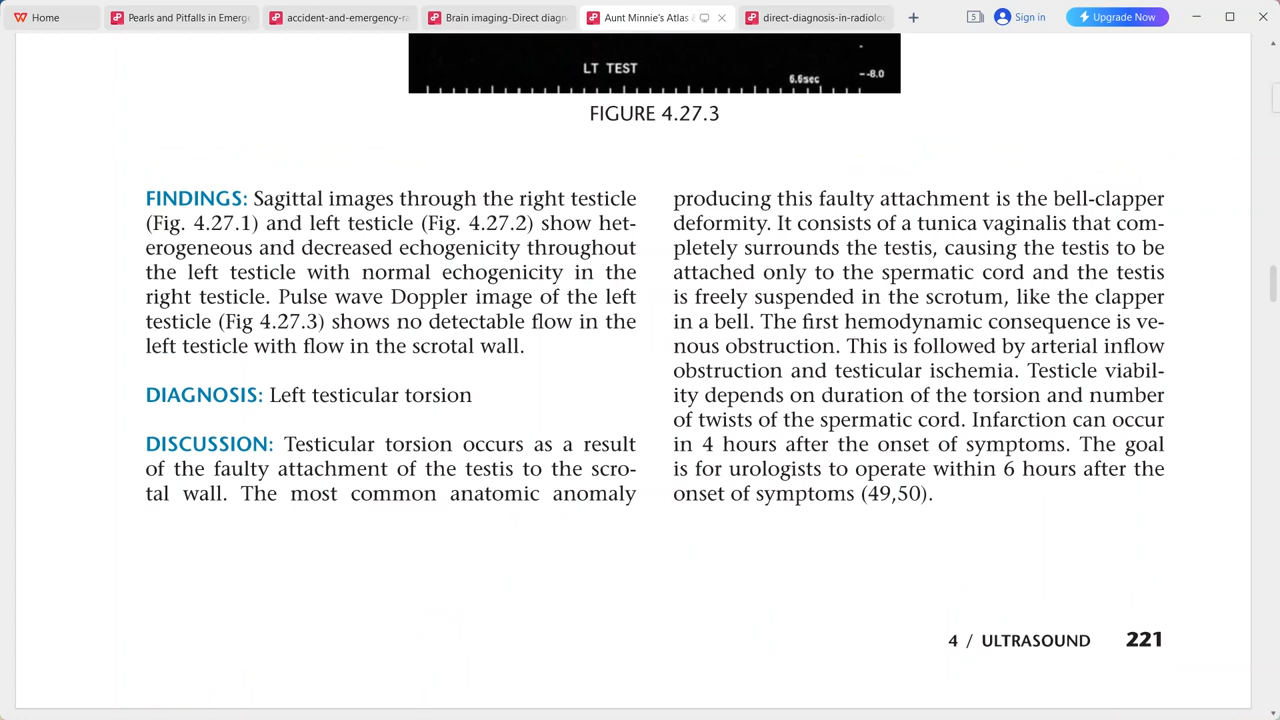 Home
Pearls and Pitfalls in Emerg
accident-and-emergency-ra
Brain imaging-Direct diagn
Aunt Minnie's Atlas
direct-diagnosis-in-radiolo
5
Sign in
Upgrade Now
LT TEST
6.6sec
-8.0
FIGURE 4.27.3
FINDINGS: Sagittal images through the right testicle
(Fig. 4.27.1) and left testicle (Fig. 4.27.2) show het-
erogeneous and decreased echogenicity throughout
the left testicle with normal echogenicity in the
right testicle. Pulse wave Doppler image of the left
testicle (Fig 4.27.3) shows no detectable flow in the
left testicle with flow in the scrotal wall.
DIAGNOSIS: Left testicular torsion
DISCUSSION: Testicular torsion occurs as a result
of the faulty attachment of the testis to the scro-
tal wall. The most common anatomic anomaly
producing this faulty attachment is the bell-clapper
deformity. It consists of a tunica vaginalis that com-
pletely surrounds the testis, causing the testis to be
attached only to the spermatic cord and the testis
is freely suspended in the scrotum, like the clapper
in a bell. The first hemodynamic consequence is ve-
nous obstruction. This is followed by arterial inflow
obstruction and testicular ischemia. Testicle viabil-
ity depends on duration of the torsion and number
of twists of the spermatic cord. Infarction can occur
in 4 hours after the onset of symptoms. The goal
is for urologists to operate within 6 hours after the
onset of symptoms (49,50).
4 / ULTRASOUND 221